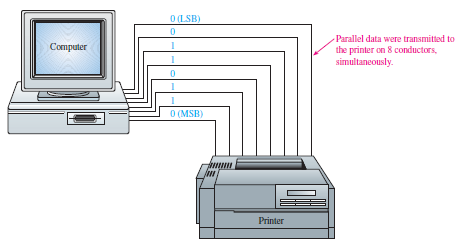 0 (LSB)
0
1
1
0
1
1
0 (MSB)
Computer
Parallel data were transmitted to
the printer on 8 conductors,
simultaneously.
Printer